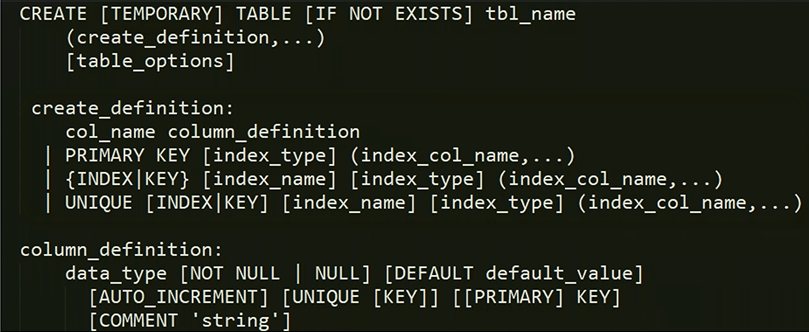 CREATE [TEMPORARY] TABLE [IF NOT EXISTS] tbl_name
(create_definition,...)
[table_options]
create_definition:
col_name column_definition
| PRIMARY KEY [index_type] (index_col_name,...)
| {INDEX|KEY} [index_name] [index_type] (index_col_name,...)
| UNIQUE [INDEX|KEY] [index_name] [index_type] (index_col_name,...)
column_definition:
data_type [NOT NULL | NULL] [DEFAULT default_value]
[AUTO_INCREMENT] [UNIQUE [KEY]] [[PRIMARY] KEY]
[COMMENT 'string']